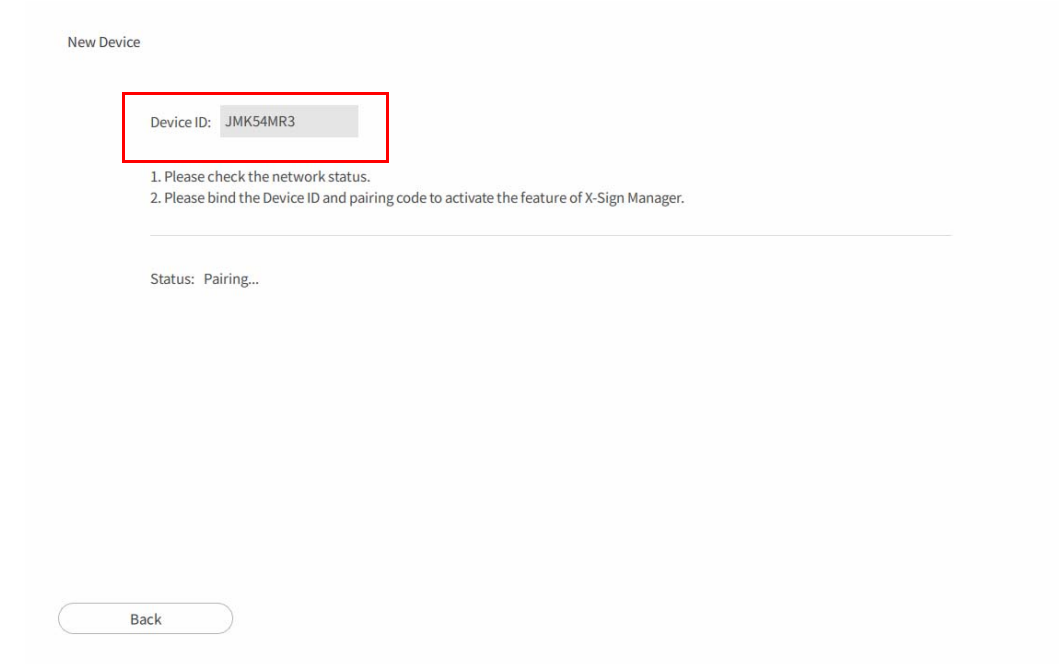 New Device
Device ID: JMK54MR3
1. Please check the network status.
2. Please bind the Device ID and pairing code to activate the feature of X-Sign Manager.
Status: Pairing...
Back